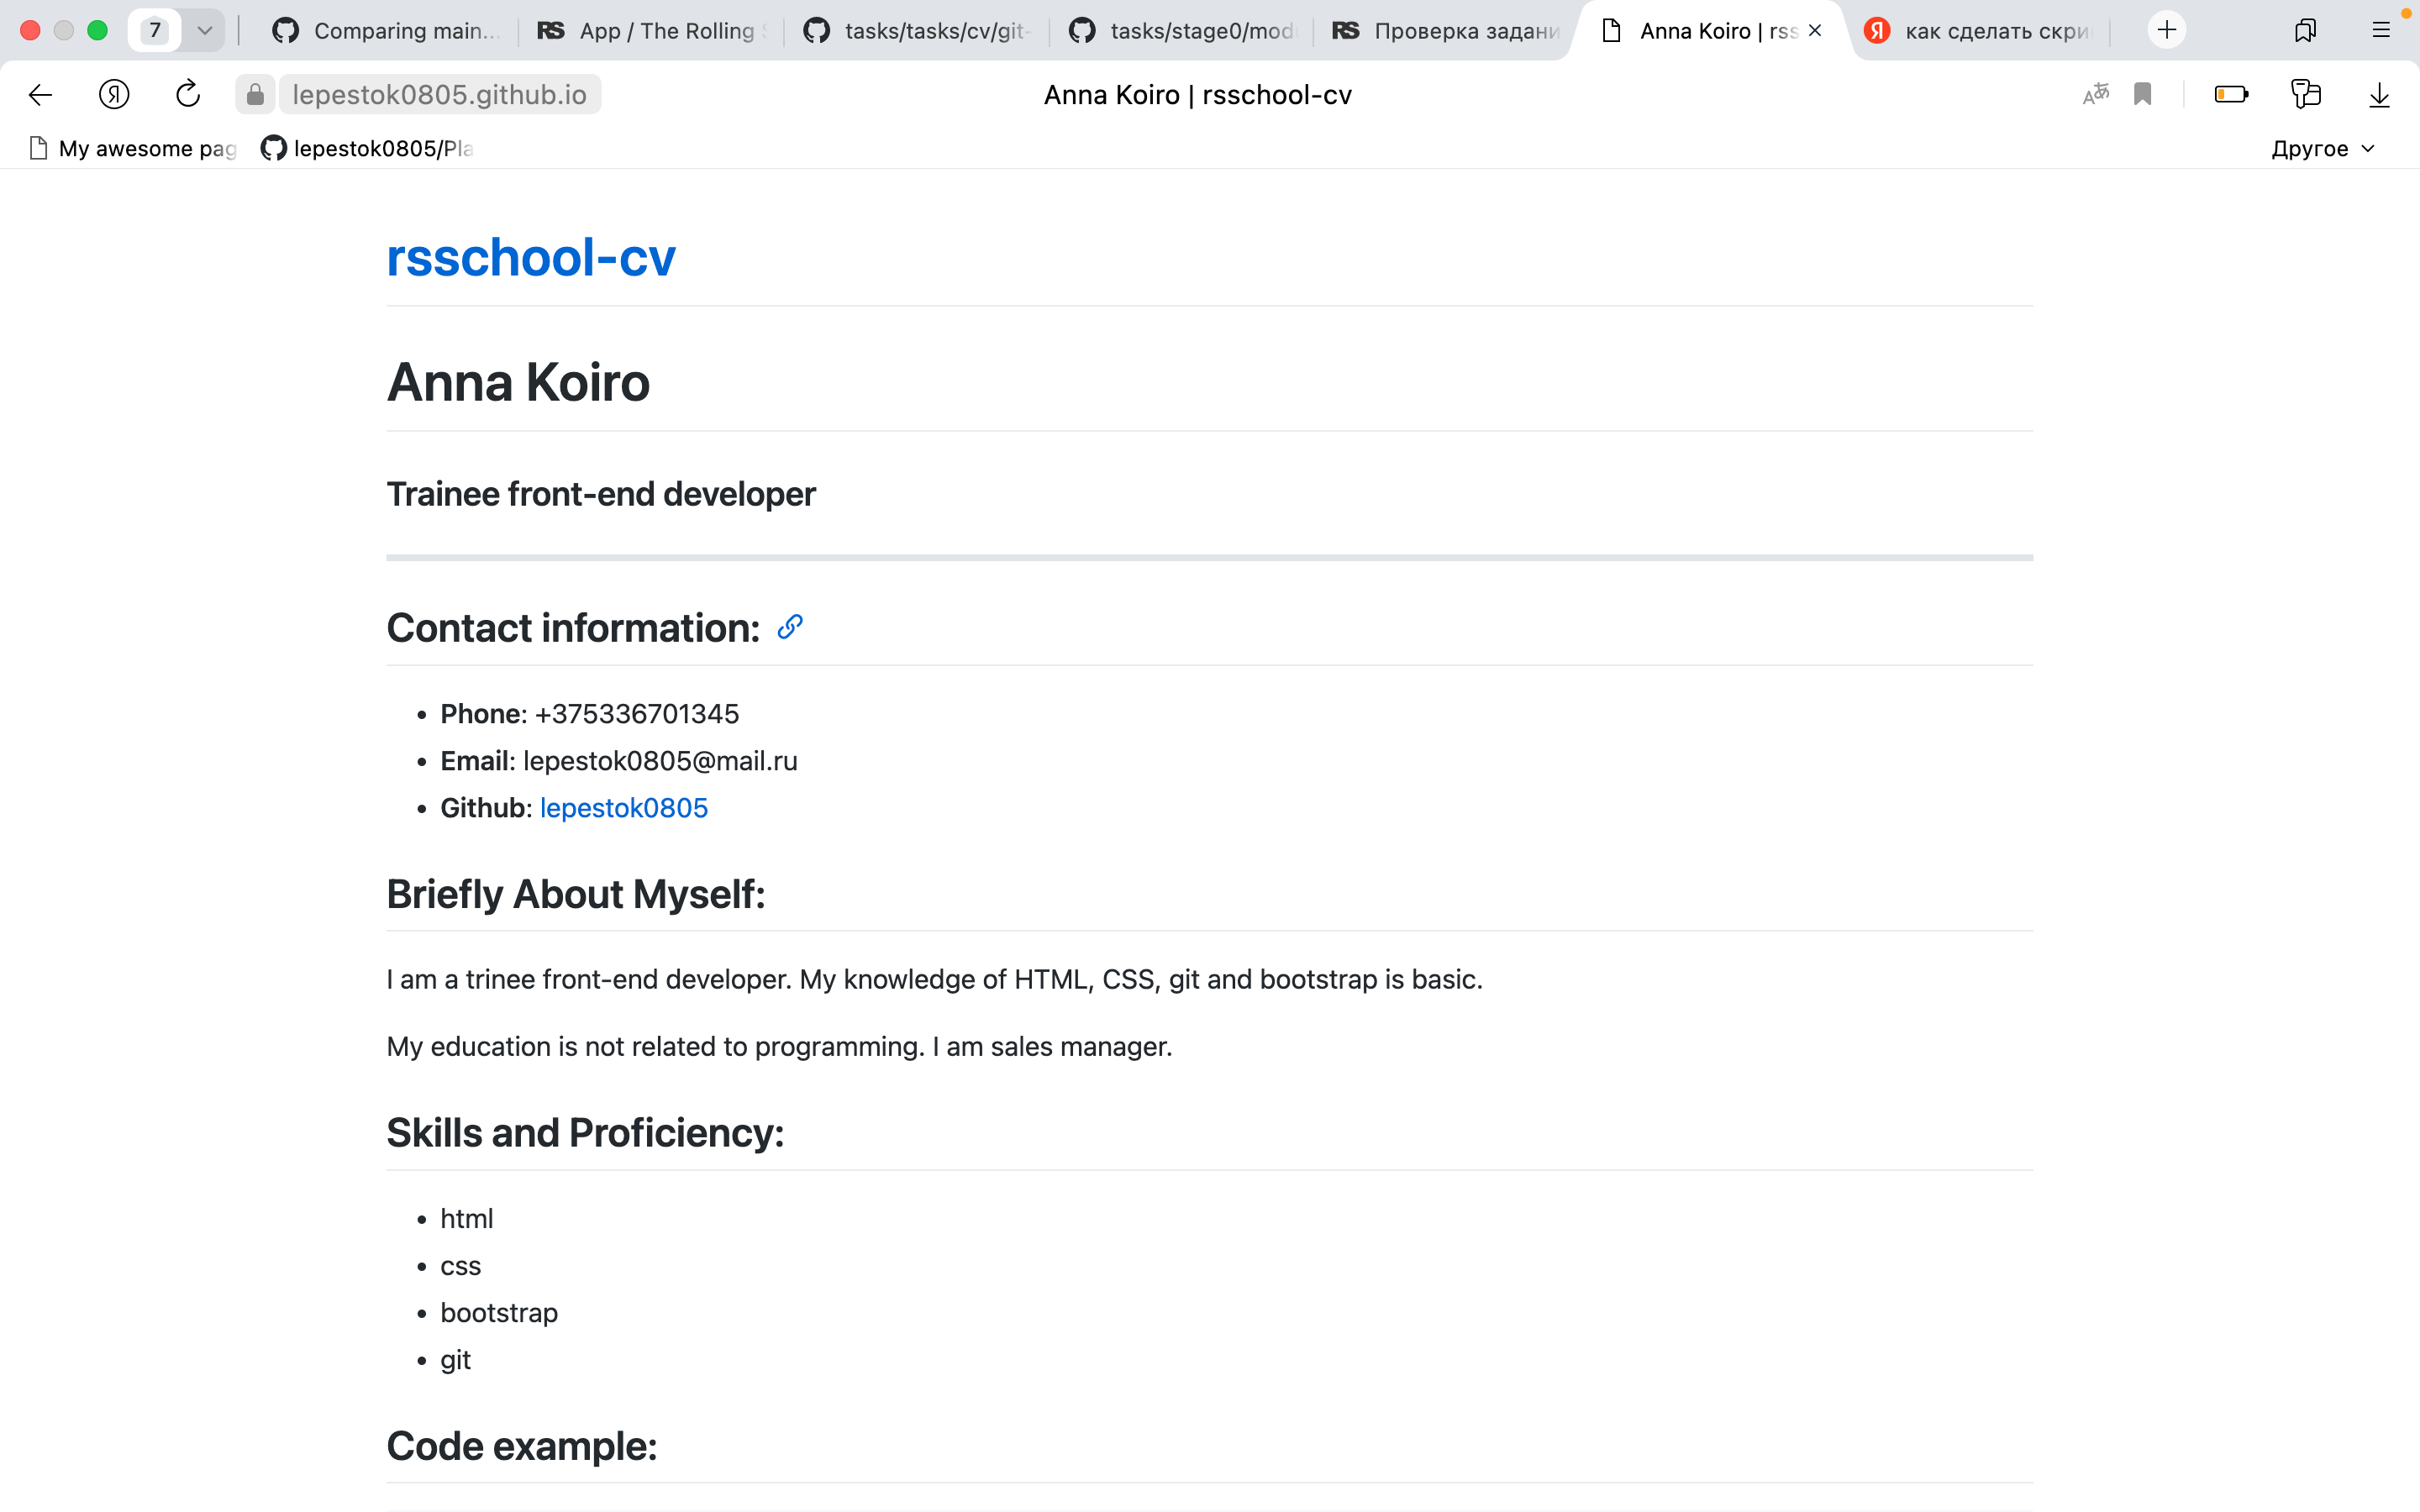 7
Comparing main...
RS App / The Rolling
tasks/tasks/cv/git-
tasks/stage0/mod
RS Проверка задани
Anna Koiro | rss
Я как сделать скри
Я
lepestok0805.github.io
Anna Koiro | rsschool-cv
My awesome pag
lepestok0805/Pla
Другое
rsschool-cv
Anna Koiro
Trainee front-end developer
Contact information:
• Phone: +375336701345
• Email: lepestok0805@mail.ru
• Github: lepestok0805
Briefly About Myself:
I am a trinee front-end developer. My knowledge of HTML, CSS, git and bootstrap is basic.
My education is not related to programming. I am sales manager.
Skills and Proficiency:
• html
• css
• bootstrap
• git
Code example: